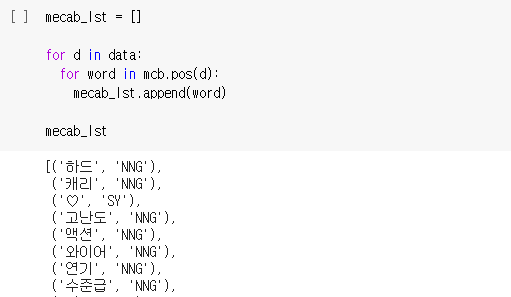 [ ] mecab_lst = []
for d in data:
for word in mcb.pos(d):
mecab_lst.append(word)
mecab_lst
[('하드', 'NNG'),
('캐리', 'NNG'),
('♡', 'SY'),
('고난도', 'NNG'),
('액션', 'NNG'),
('와이어', 'NNG'),
('연기', 'NNG'),
('수준급', 'NNG'),